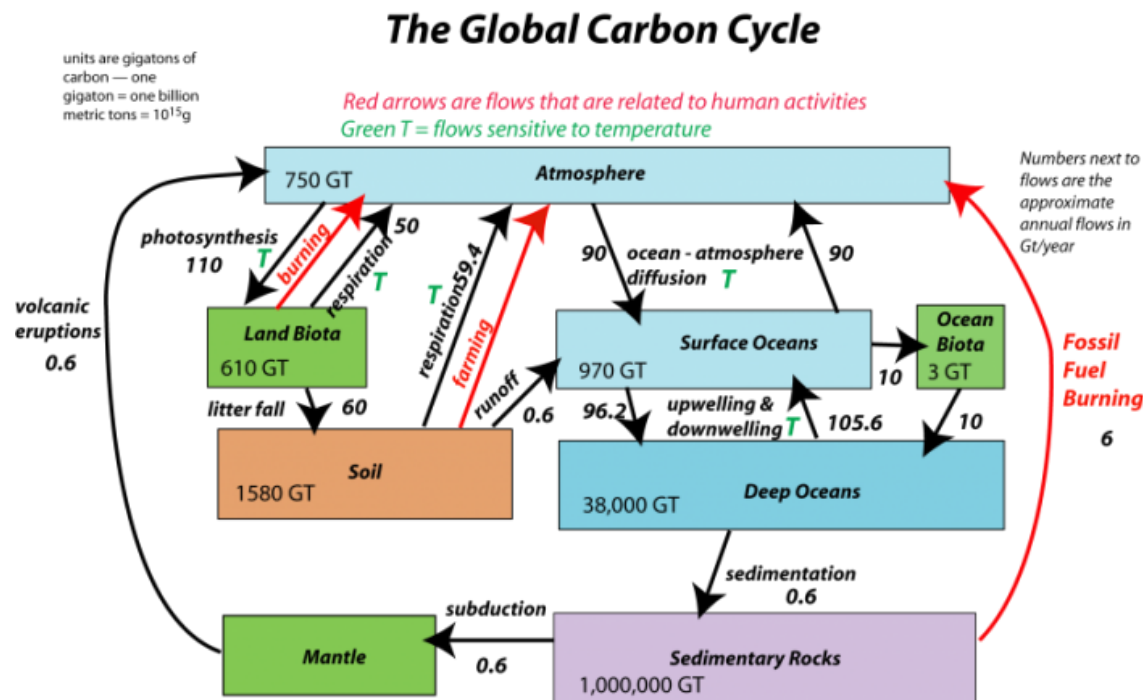 The Global Carbon Cycle
units are gigatons of
carbon — one
gigaton = one billion
metric tons = 10¹⁵g
Red arrows are flows that are related to human activities
Green T = flows sensitive to temperature
Numbers next to
flows are the
approximate
annual flows in
Gt/year
Atmosphere
750 GT
photosynthesis
110
T
burning
respiration
50
T
respiration
59.4
T
farming
90
ocean - atmosphere
diffusion T
90
volcanic
eruptions
0.6
Land Biota
610 GT
litter fall
60
runoff
0.6
Surface Oceans
970 GT
10
Ocean
Biota
3 GT
10
Fossil
Fuel
Burning
6
96.2
upwelling &
downwelling T
105.6
Soil
1580 GT
Deep Oceans
38,000 GT
sedimentation
0.6
subduction
0.6
Mantle
Sedimentary Rocks
1,000,000 GT